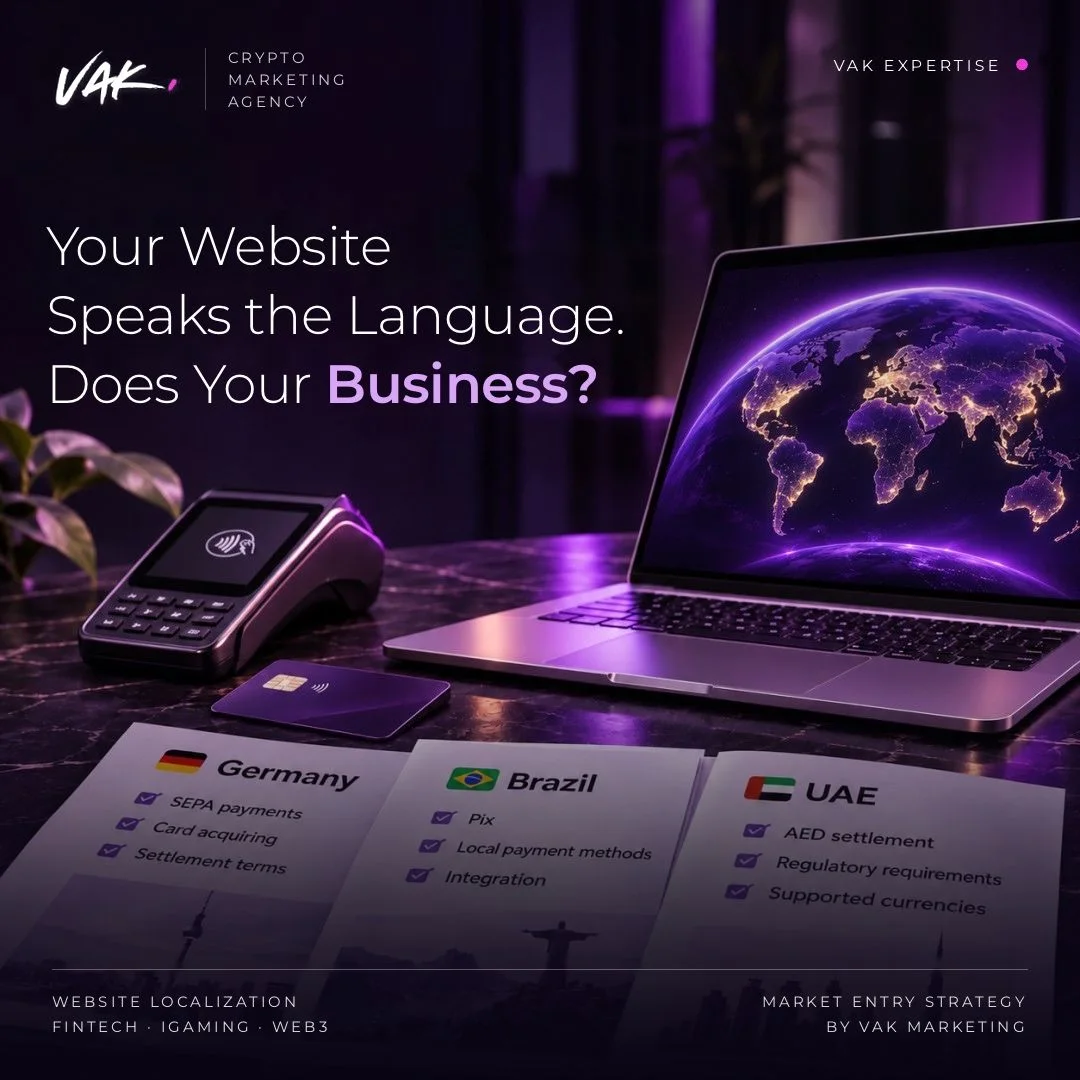 VAK.
CRYPTO
MARKETING
AGENCY
VAK EXPERTISE
Your Website
Speaks the Language.
Does Your Business?
Germany
SEPA payments
Card acquiring
Settlement terms
Brazil
Pix
Local payment methods
Integration
UAE
AED settlement
Regulatory requirements
Supported currencies
WEBSITE LOCALIZATION
FINTECH · IGAMING · WEB3
MARKET ENTRY STRATEGY
BY VAK MARKETING